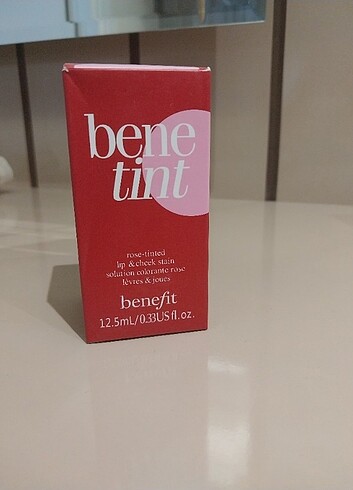 bene
tint
rose-tinted
lip & cheek stain
solution colorante rose
lèvres & joues
benefit
12.5mL/0.33US fl.oz.